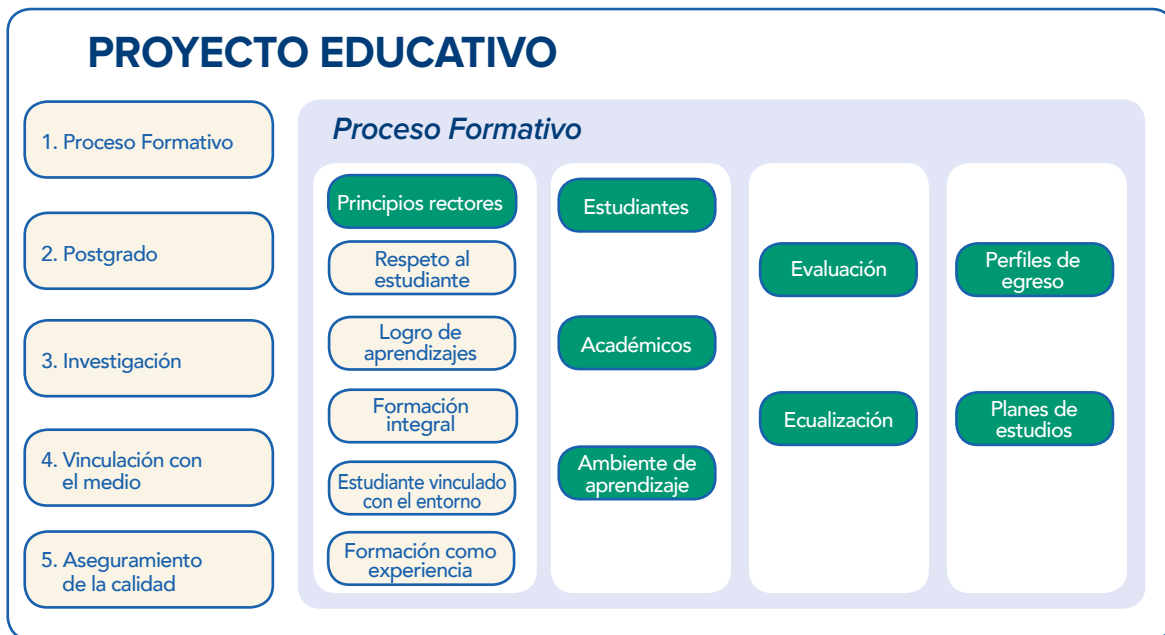 PROYECTO EDUCATIVO
1. Proceso Formativo
2. Postgrado
3. Investigación
4. Vinculación con
el medio
5. Aseguramiento
de la calidad
Proceso Formativo
Principios rectores
Respeto al
estudiante
Logro de
aprendizajes
Formación
integral
Estudiante vinculado
con el entorno
Formación como
experiencia
Estudiantes
Académicos
Ambiente de
aprendizaje
Evaluación
Ecualización
Perfiles de
egreso
Planes de
estudios